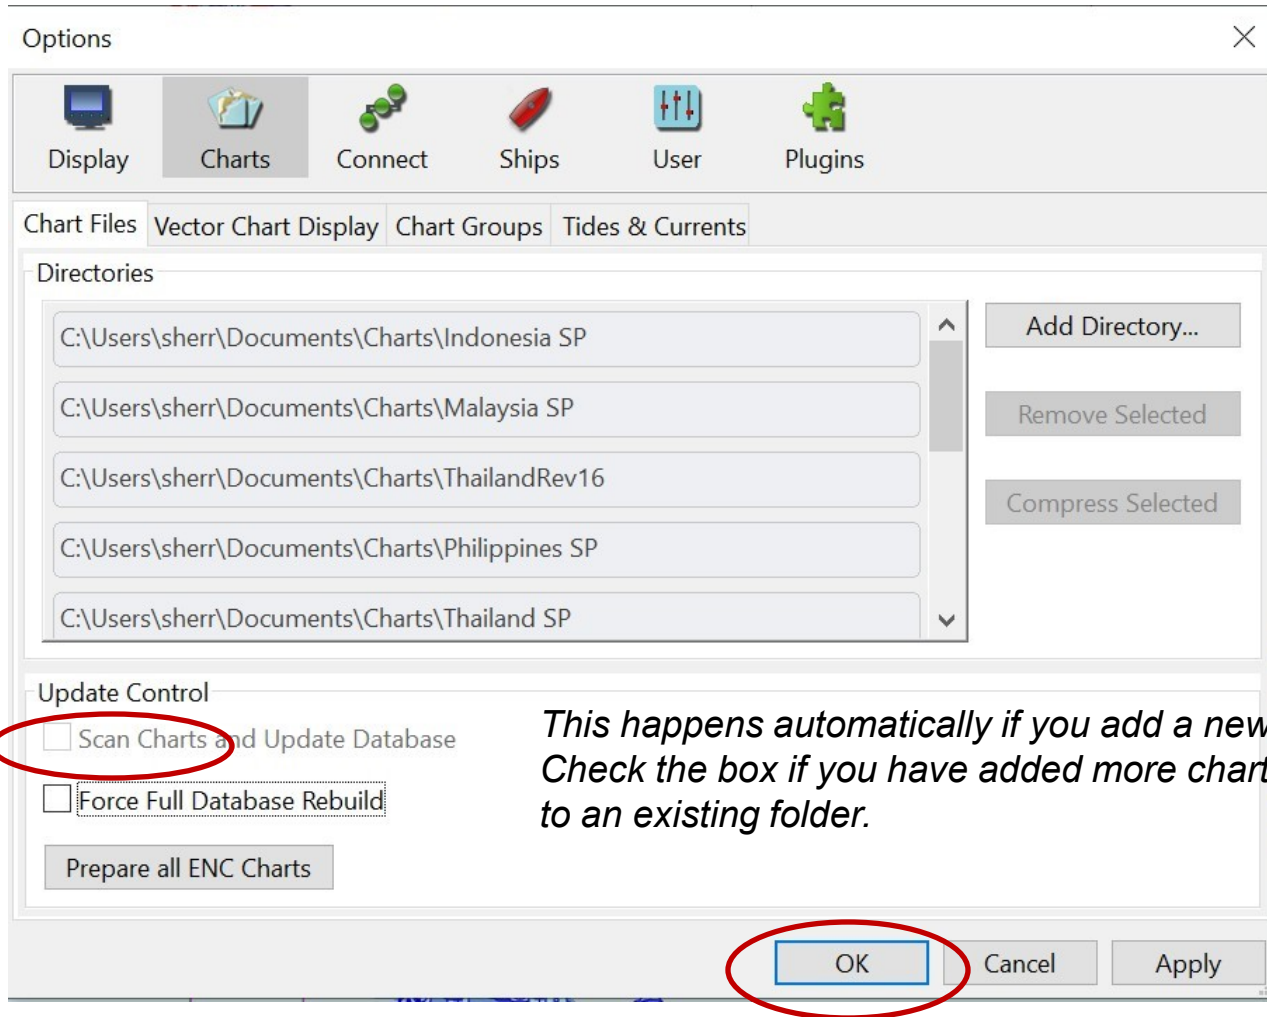 Options
Display Charts Connect Ships User Plugins
Chart Files Vector Chart Display Chart Groups Tides & Currents
Directories
C:\Users\sherr\Documents\Charts\Indonesia SP
Add Directory...
C:\Users\sherr\Documents\Charts\Malaysia SP
Remove Selected
C:\Users\sherr\Documents\Charts\ThailandRev16
Compress Selected
C:\Users\sherr\Documents\Charts\Philippines SP
C:\Users\sherr\Documents\Charts\Thailand SP
Update Control
Scan Charts and Update Database
Force Full Database Rebuild
Prepare all ENC Charts
This happens automatically if you add a new
Check the box if you have added more chart
to an existing folder.
OK Cancel Apply